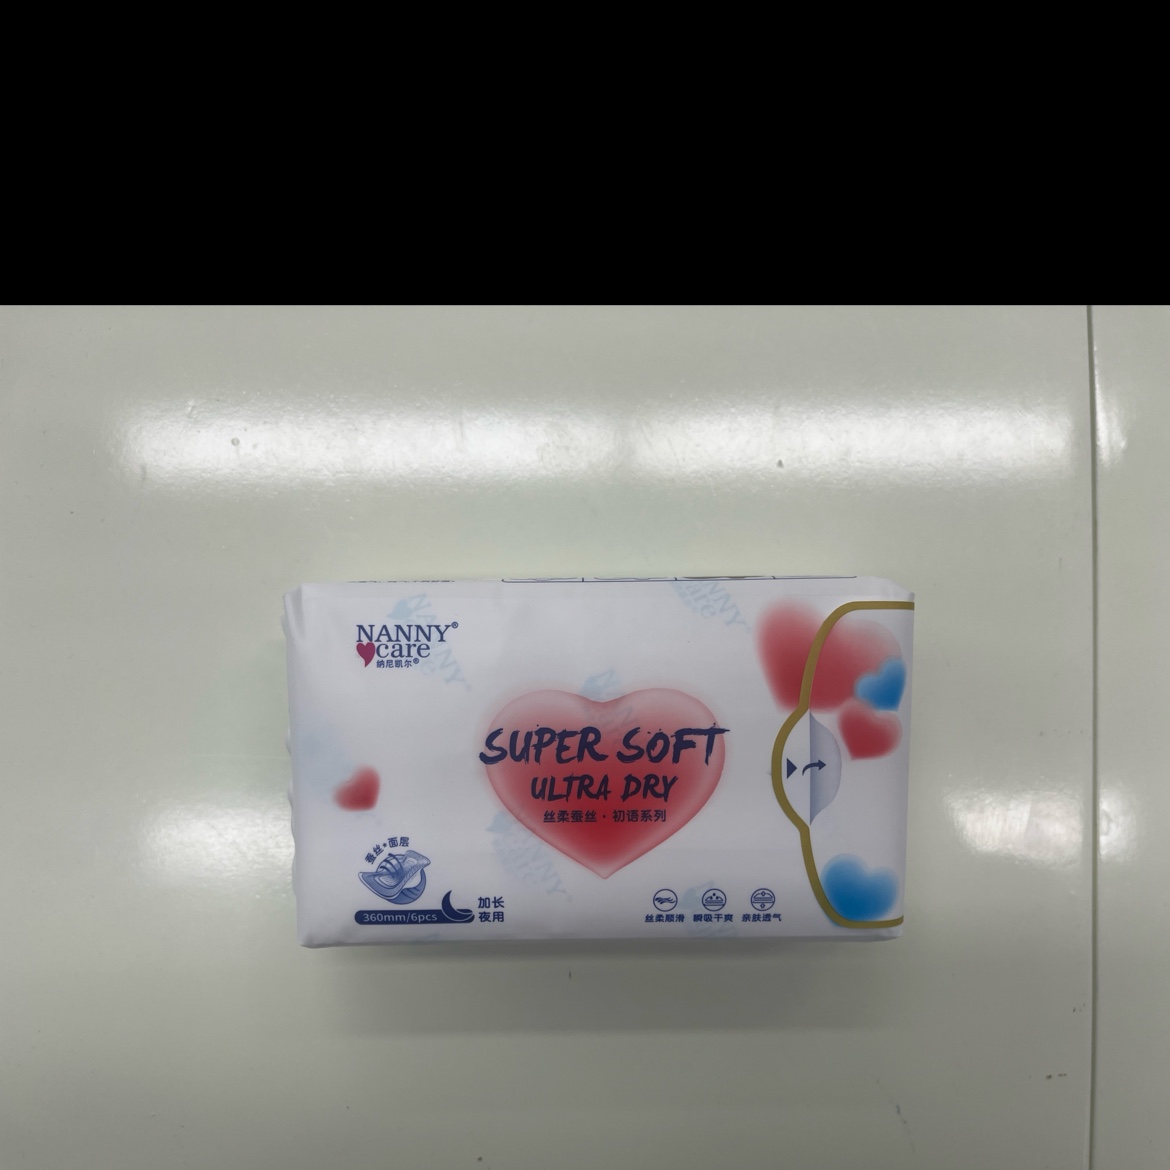 NANNY®
care
纳尼凯尔®
SUPER SOFT
ULTRA DRY
丝柔蚕丝·初语系列
蚕丝*面层
360mm/6pcs
加长
夜用
丝柔顺滑 瞬吸干爽 亲肤透气